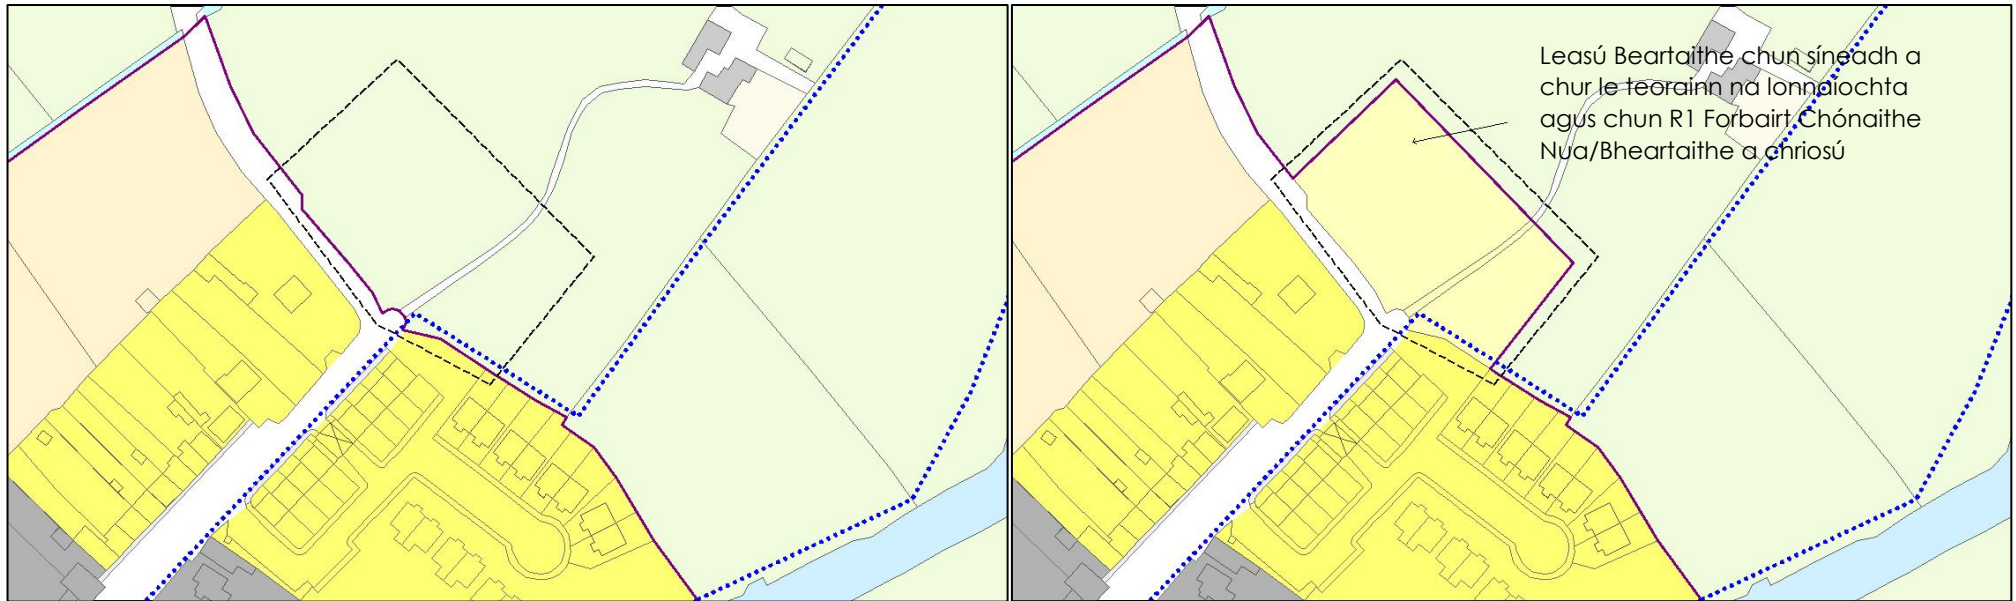 Leasú Beartaithe chun síneadh a
chur le teorainn na lonnaíochta
agus chun R1 Forbairt Chónaithe
Nua/Bheartaithe a chriosú